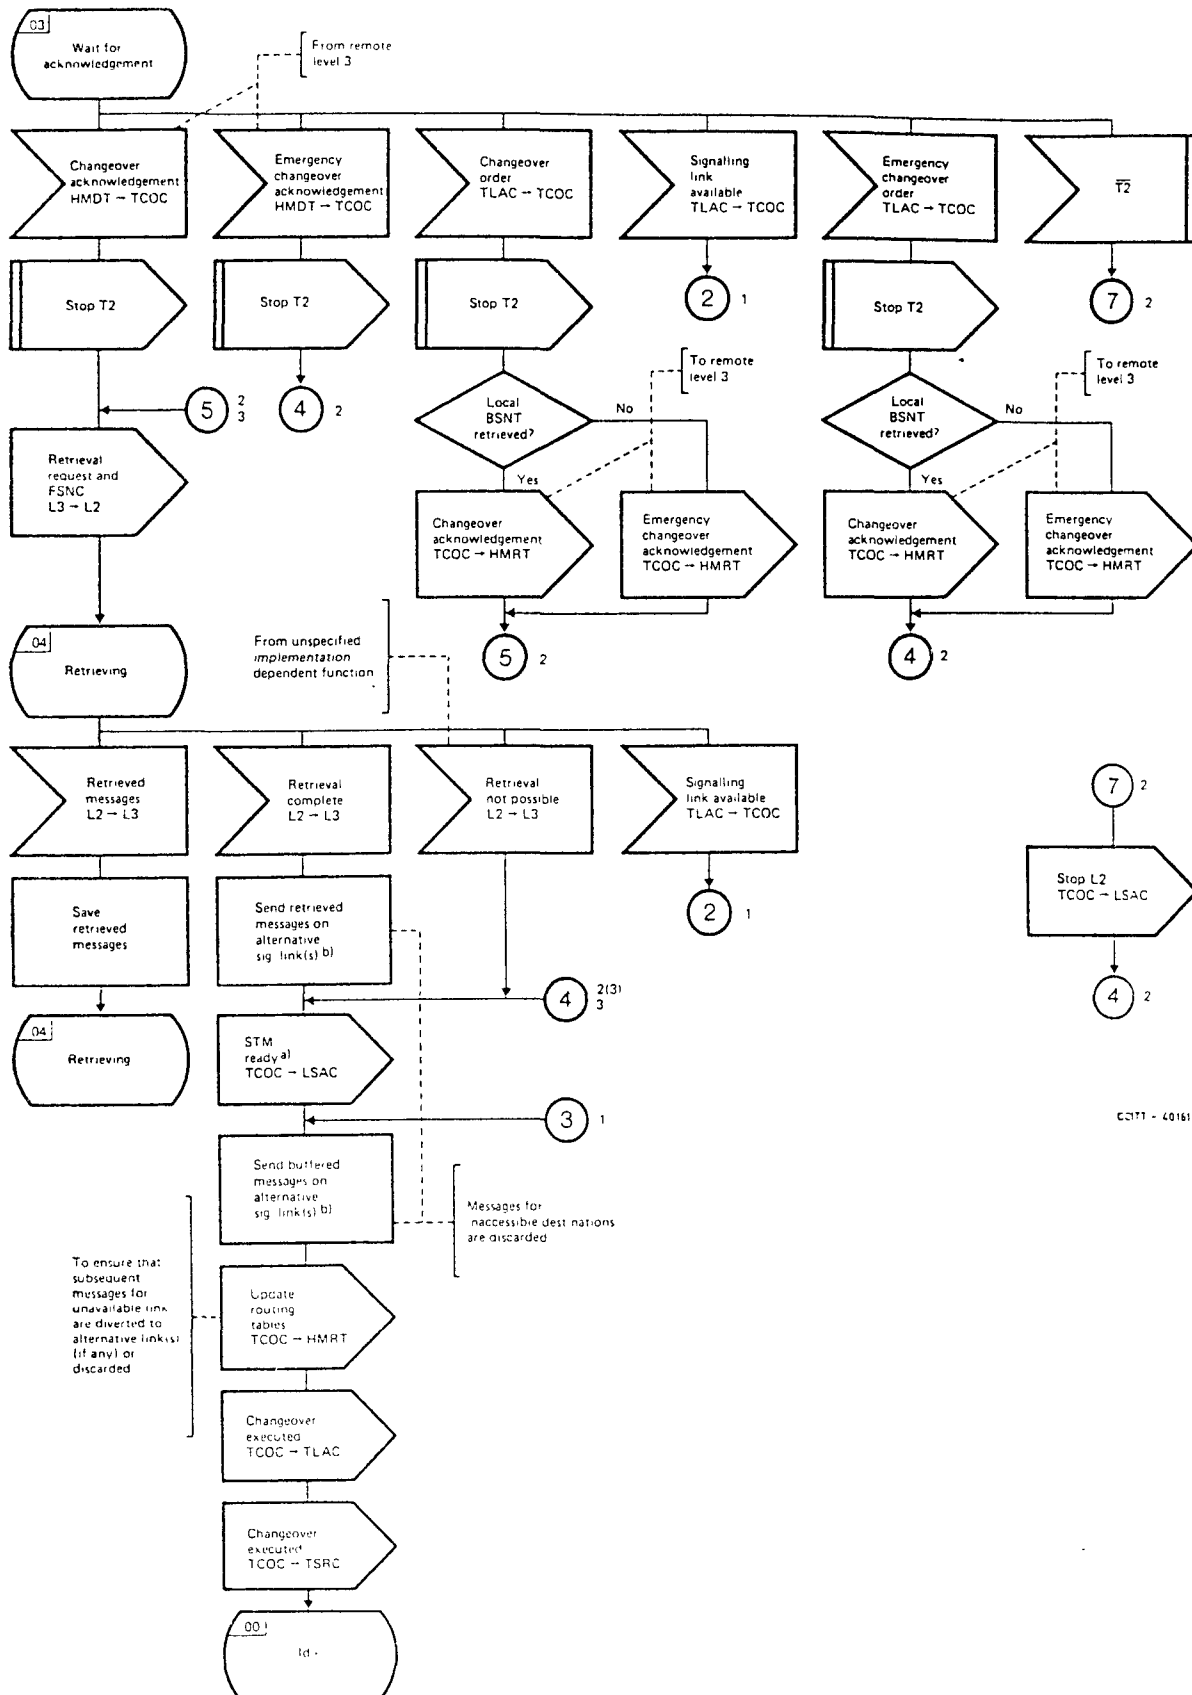 03
Wait for
acknowledgement
From remote
level 3
Changeover
acknowledgement
HMDT → TCOC
Emergency
changeover
acknowledgement
HMDT → TCOC
Changeover
order
TLAC → TCOC
Signalling
link
available
TLAC → TCOC
Emergency
changeover
order
TLAC → TCOC
T2
Stop T2
Stop T2
Stop T2
2
1
Stop T2
7
2
5
2
3
4
2
Local
BSNT
retrieved?
No
Yes
To remote
level 3
Local
BSNT
retrieved?
No
Yes
To remote
level 3
Retrieval
request and
FSNC
L3 → L2
Changeover
acknowledgement
TCOC → HMRT
Emergency
changeover
acknowledgement
TCOC → HMRT
Changeover
acknowledgement
TCOC → HMRT
Emergency
changeover
acknowledgement
TCOC → HMRT
5
2
4
2
04
Retrieving
From unspecified
implementation
dependent function
Retrieved
messages
L2 → L3
Retrieval
complete
L2 → L3
Retrieval
not possible
L2 → L3
Signalling
link available
TLAC → TCOC
7
2
Save
retrieved
messages
Send retrieved
messages on
alternative
sig. link(s) b)
2
1
Stop L2
TCOC → LSAC
4
2(3)
3
4
2
04
Retrieving
STM
ready a)
TCOC → LSAC
3
1
CCITT - 40161
Send buffered
messages on
alternative
sig. link(s) b)
Messages for
inaccessible destinations
are discarded
To ensure that
subsequent
messages for
unavailable link
are diverted to
alternative link(s)
(if any) or
discarded
Update
routing
tables
TCOC → HMRT
Changeover
executed
TCOC → TLAC
Changeover
executed
TCOC → TSRC
00